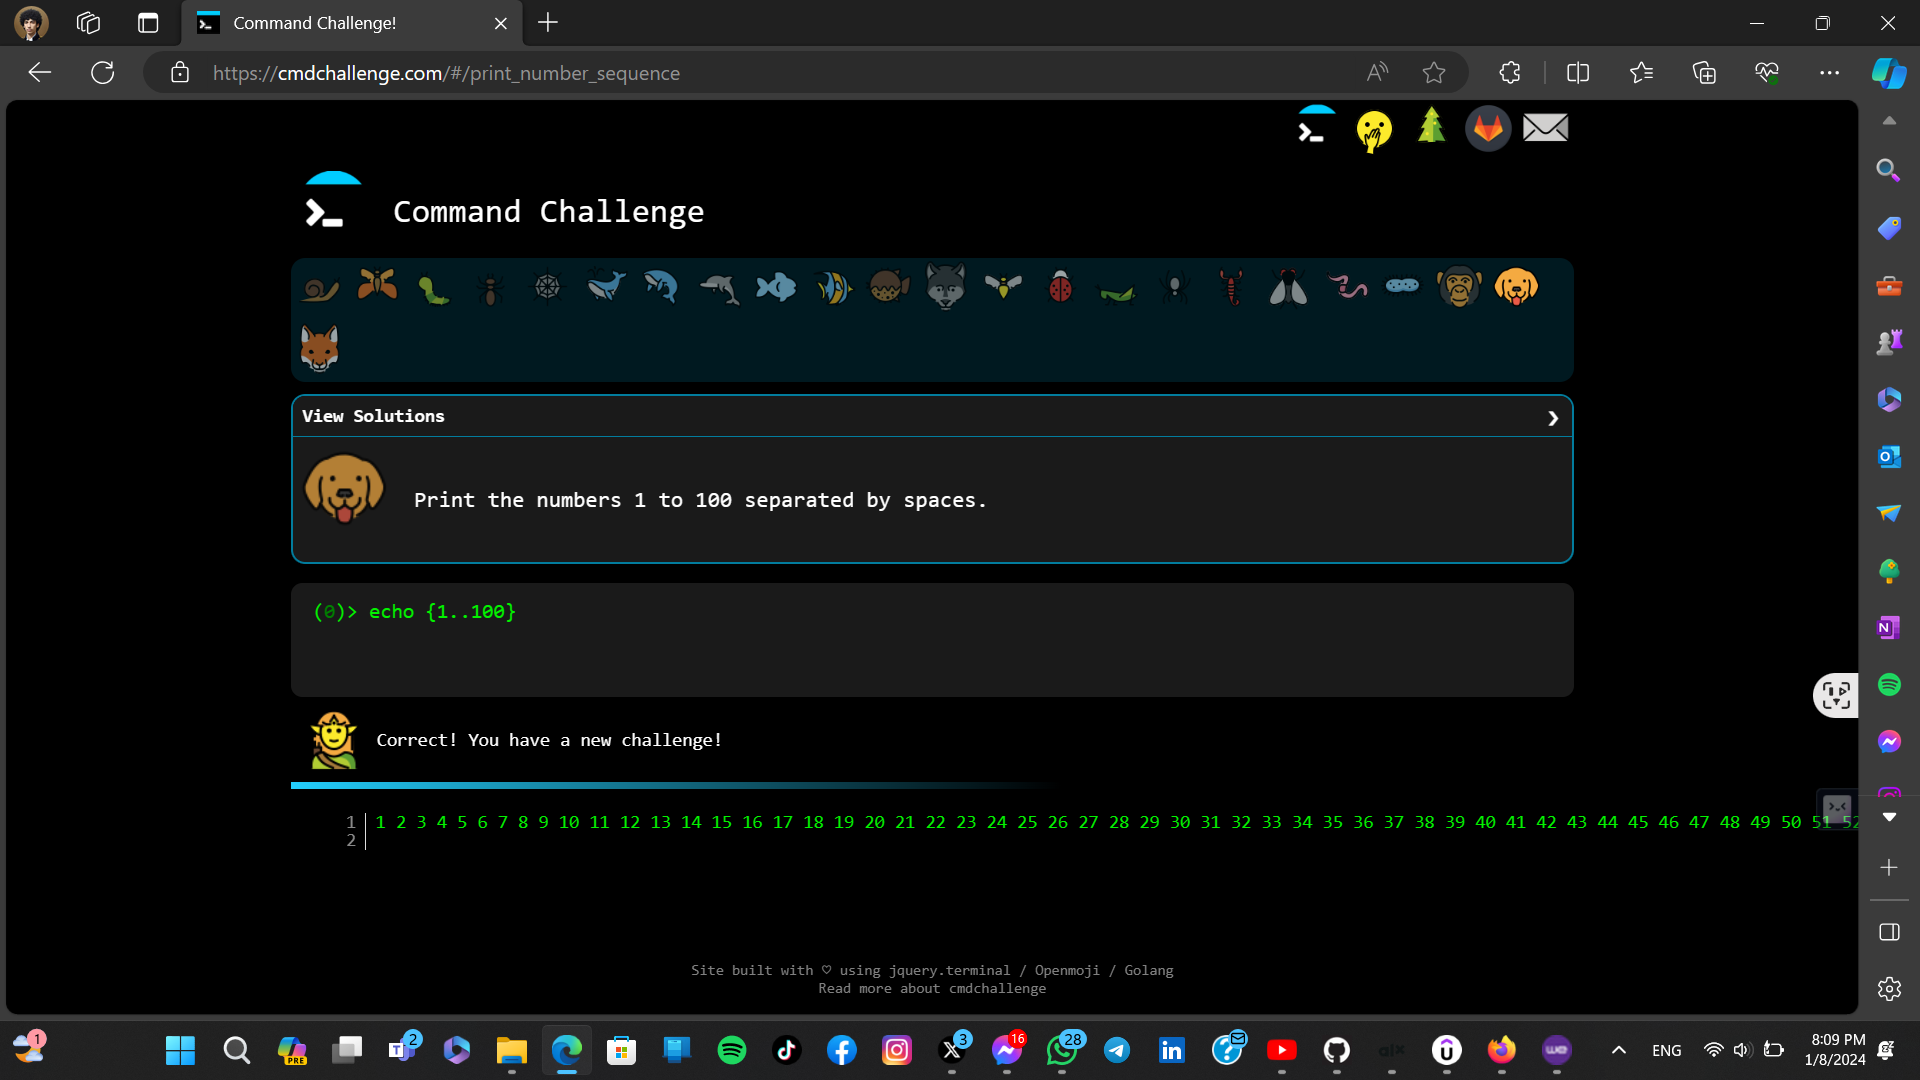 Command Challenge!
https://cmdchallenge.com/#/print_number_sequence
Command Challenge
View Solutions
Print the numbers 1 to 100 separated by spaces.
(0)> echo {1..100}
Correct! You have a new challenge!
1 1 2 3 4 5 6 7 8 9 10 11 12 13 14 15 16 17 18 19 20 21 22 23 24 25 26 27 28 29 30 31 32 33 34 35 36 37 38 39 40 41 42 43 44 45 46 47 48 49 50 51 52
2
Site built with ♡ using jquery.terminal / Openmoji / Golang
Read more about cmdchallenge
1
PRE
2
3
16
28
ENG
8:09 PM
1/8/2024